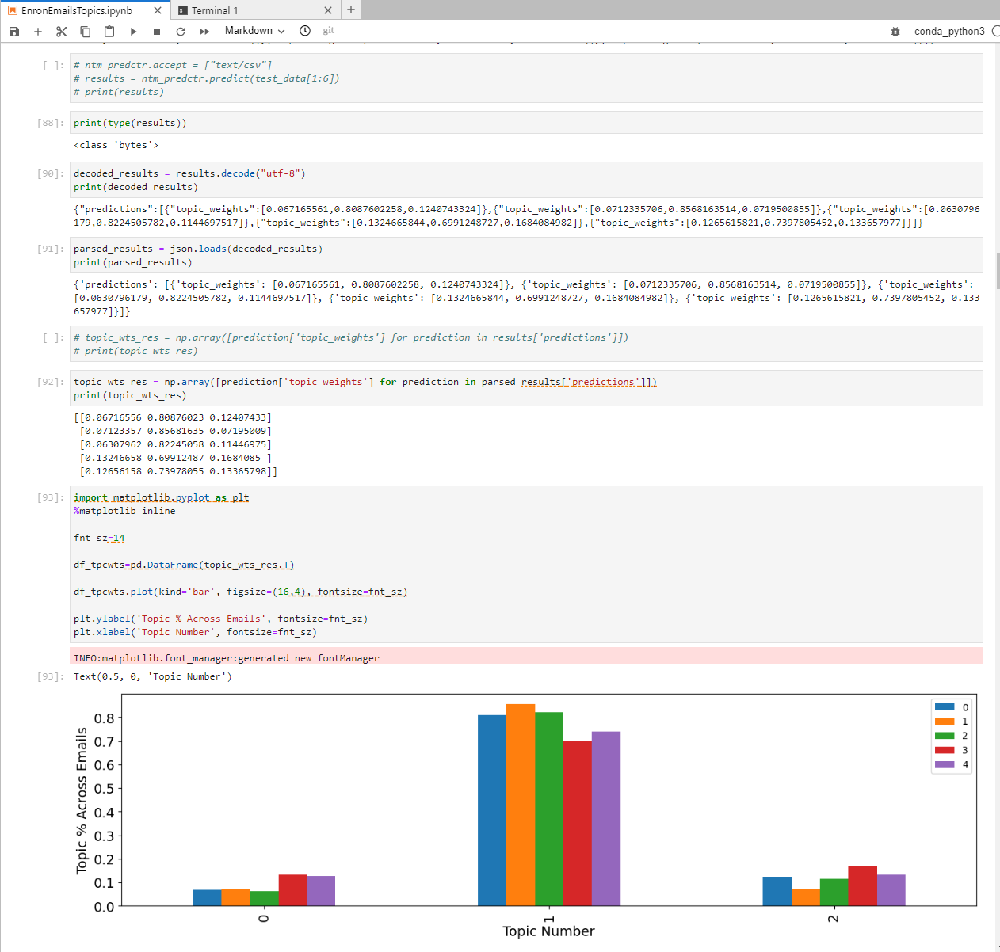 EnronEmailsTopics.ipynb
Terminal 1
Markdown
git
conda_python3
[ ]:
# ntm_predctr.accept = ["text/csv"]
# results = ntm_predctr.predict(test_data[1:6])
# print(results)
[88]:
print(type(results))
<class 'bytes'>
[90]:
decoded_results = results.decode("utf-8")
print(decoded_results)
{"predictions":[{"topic_weights":[0.067165561,0.8087602258,0.1240743324]},{"topic_weights":[0.0712335706,0.8568163514,0.0719500855]},{"topic_weights":[0.0630796
179,0.8224505782,0.1144697517]},{"topic_weights":[0.1324665844,0.6991248727,0.1684084982]},{"topic_weights":[0.1265615821,0.7397805452,0.133657977]}]}
[91]:
parsed_results = json.loads(decoded_results)
print(parsed_results)
{'predictions': [{'topic_weights': [0.067165561, 0.8087602258, 0.1240743324]}, {'topic_weights': [0.0712335706, 0.8568163514, 0.0719500855]}, {'topic_weights':
[0.0630796179, 0.8224505782, 0.1144697517]}, {'topic_weights': [0.1324665844, 0.6991248727, 0.1684084982]}, {'topic_weights': [0.1265615821, 0.7397805452, 0.133
657977]}]}
[ ]:
# topic_wts_res = np.array([prediction['topic_weights'] for prediction in results['predictions']])
# print(topic_wts_res)
[92]:
topic_wts_res = np.array([prediction['topic_weights'] for prediction in parsed_results['predictions']])
print(topic_wts_res)
[[0.06716556 0.80876023 0.12407433]
[0.07123357 0.85681635 0.07195009]
[0.06307962 0.82245058 0.11446975]
[0.13246658 0.69912487 0.1684085 ]
[0.12656158 0.73978055 0.13365798]]
[93]:
import matplotlib.pyplot as plt
%matplotlib inline
fnt_sz=14
df_tpcwts=pd.DataFrame(topic_wts_res.T)
df_tpcwts.plot(kind='bar', figsize=(16,4), fontsize=fnt_sz)
plt.ylabel('Topic % Across Emails', fontsize=fnt_sz)
plt.xlabel('Topic Number', fontsize=fnt_sz)
INFO:matplotlib.font_manager:generated new fontManager
[93]:
Text(0.5, 0, 'Topic Number')
Topic % Across Emails
0.8
0.7
0.6
0.5
0.4
0.3
0.2
0.1
0.0
0
1
2
3
4
0
1
2
Topic Number